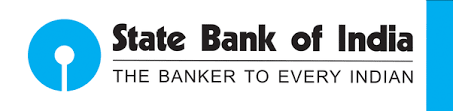 State Bank of India
THE BANKER TO EVERY INDIAN